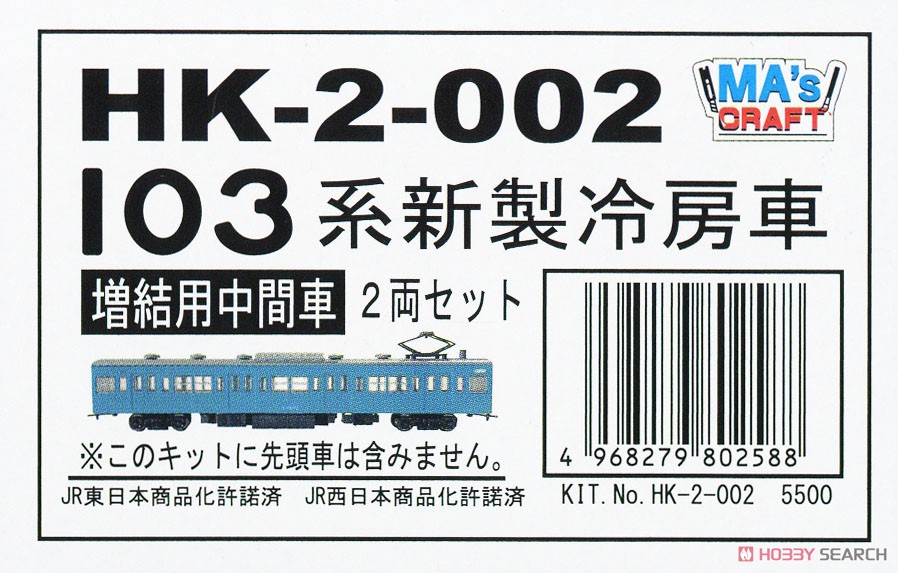 HK-2-002
MA's
CRAFT
103系新製冷房車
増結用中間車 2両セット
※このキットに先頭車は含みません。
JR東日本商品化許諾済 JR西日本商品化許諾済
4 968279 802588
KIT.No.HK-2-002 5500
HOBBY SEARCH